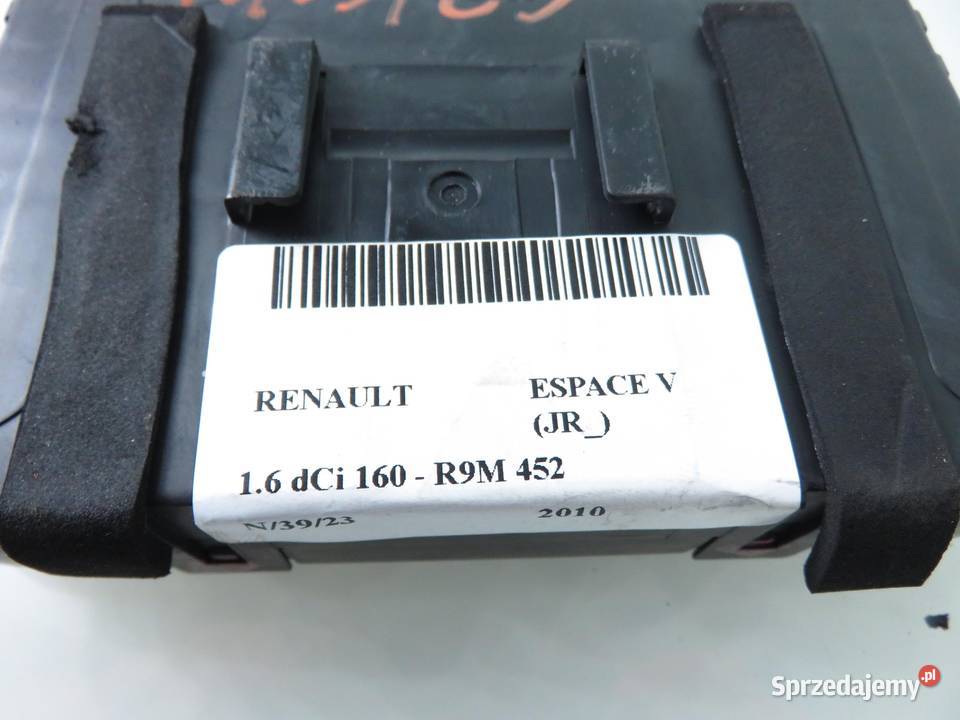 RENAULT ESPACE V
(JR_)
1.6 dCi 160 - R9M 452
N/39/23 2010
Sprzedajemy.pl